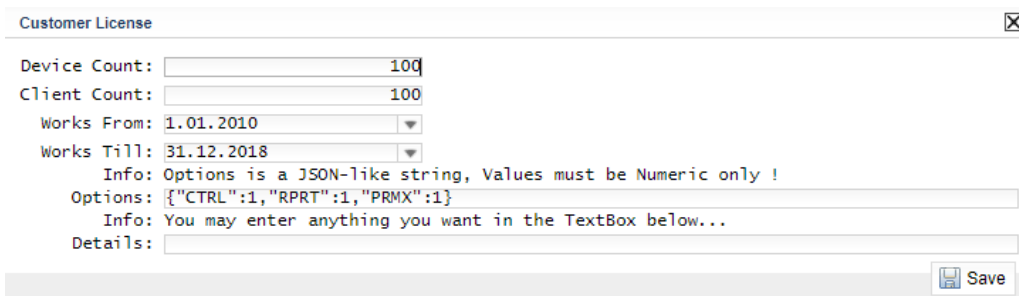 Customer License
Device Count: 100
Client Count: 100
Works From: 1.01.2010
Works Till: 31.12.2018
Info: Options is a JSON-like string, Values must be Numeric only !
Options: {"CTRL":1,"RPRT":1,"PRMX":1}
Info: You may enter anything you want in the TextBox below...
Details:
Save